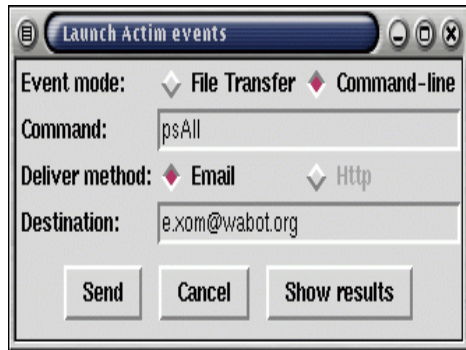 Launch Actim events
Event mode: File Transfer Command-line
Command: psAll
Deliver method: Email Http
Destination: e.xom@wabot.org
Send Cancel Show results